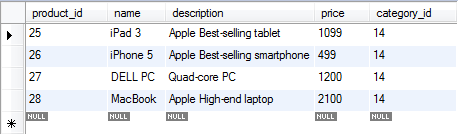 product_id name description price category_id
25 iPad 3 Apple Best-selling tablet 1099 14
26 iPhone 5 Apple Best-selling smartphone 499 14
27 DELL PC Quad-core PC 1200 14
28 MacBook Apple High-end laptop 2100 14
NULL NULL NULL NULL NULL